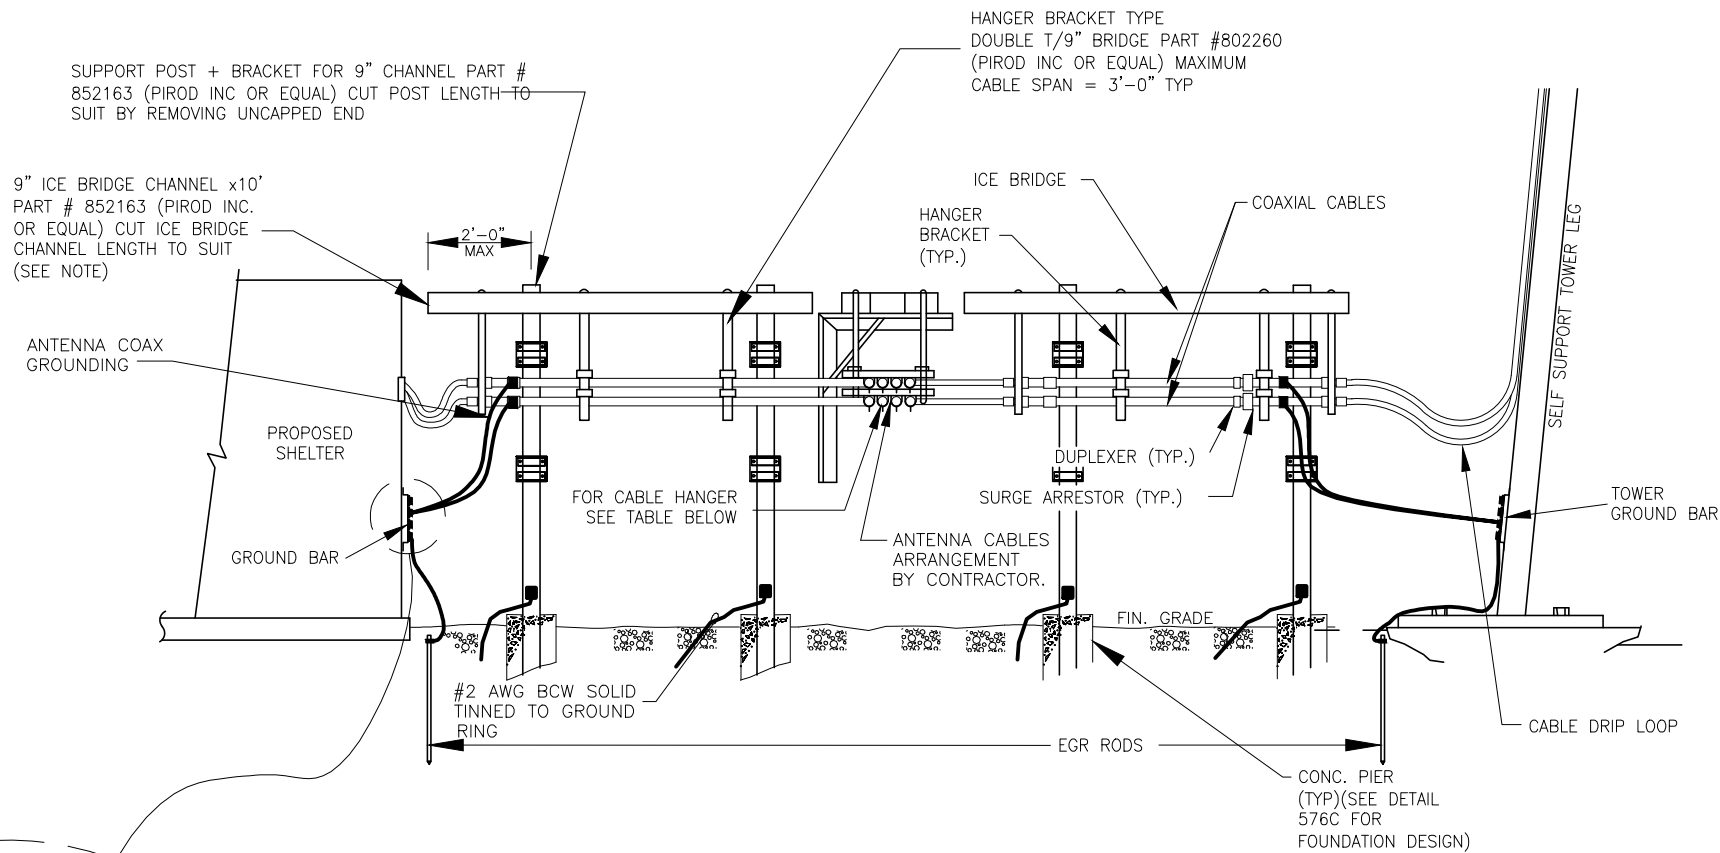 HANGER BRACKET TYPE
DOUBLE T/9" BRIDGE PART #802260
(PIROD INC OR EQUAL) MAXIMUM
CABLE SPAN = 3'-0" TYP
SUPPORT POST + BRACKET FOR 9" CHANNEL PART #
852163 (PIROD INC OR EQUAL) CUT POST LENGTH TO
SUIT BY REMOVING UNCAPPED END
9" ICE BRIDGE CHANNEL x10'
PART # 852163 (PIROD INC.
OR EQUAL) CUT ICE BRIDGE
CHANNEL LENGTH TO SUIT
(SEE NOTE)
2'-0"
MAX
ICE BRIDGE
HANGER
BRACKET
(TYP.)
COAXIAL CABLES
SELF SUPPORT TOWER LEG
ANTENNA COAX
GROUNDING
PROPOSED
SHELTER
DUPLEXER (TYP.)
SURGE ARRESTOR (TYP.)
FOR CABLE HANGER
SEE TABLE BELOW
TOWER
GROUND BAR
GROUND BAR
ANTENNA CABLES
ARRANGEMENT
BY CONTRACTOR.
FIN. GRADE
#2 AWG BCW SOLID
TINNED TO GROUND
RING
EGR RODS
CABLE DRIP LOOP
CONC. PIER
(TYP)(SEE DETAIL
576C FOR
FOUNDATION DESIGN)